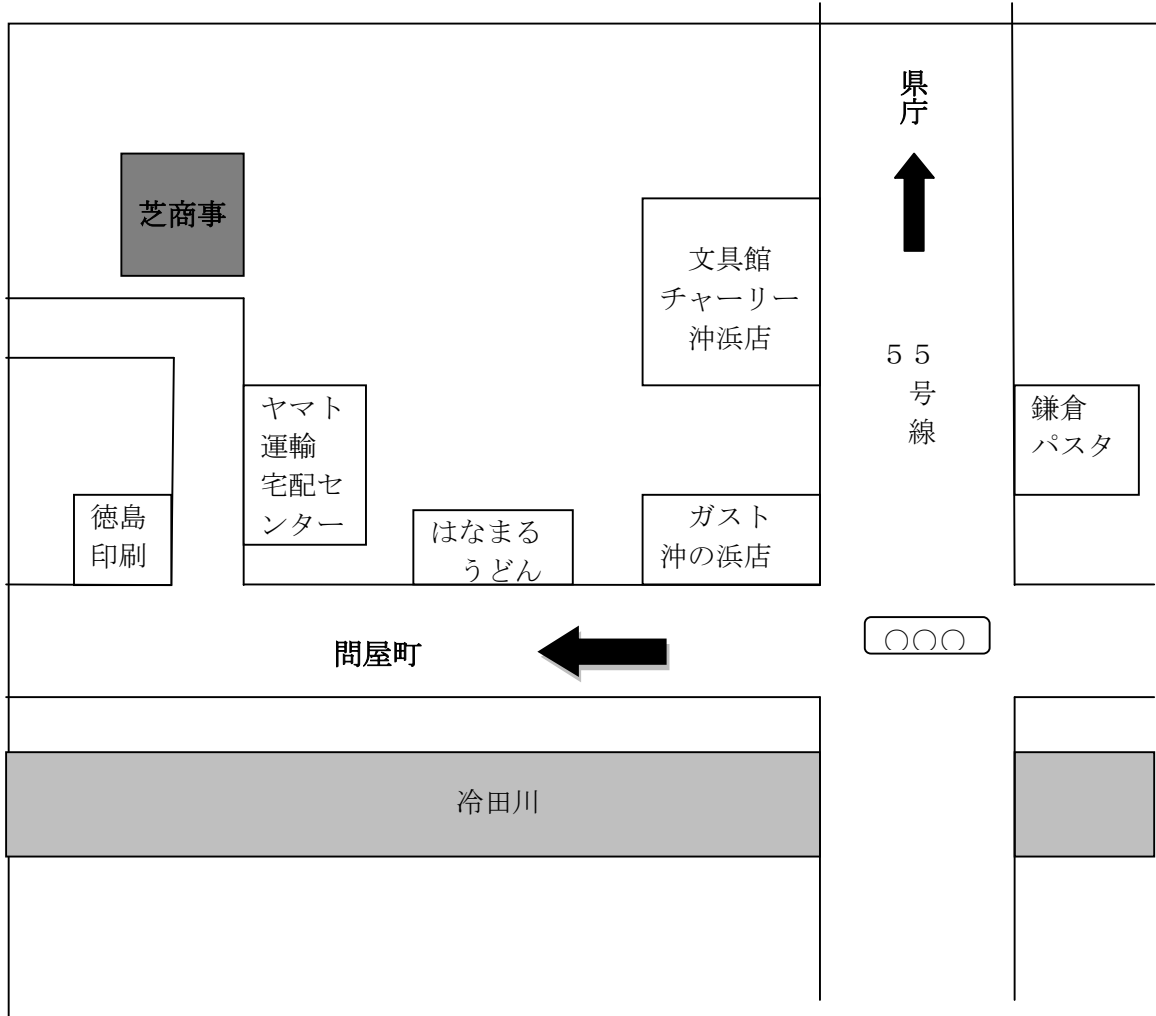 県庁
芝商事
文具館
チャーリー
沖浜店
５５
号
線
鎌倉
パスタ
ヤマト
運輸
宅配セ
ンター
徳島
印刷
はなまる
うどん
ガスト
沖の浜店
問屋町
○○○
冷田川